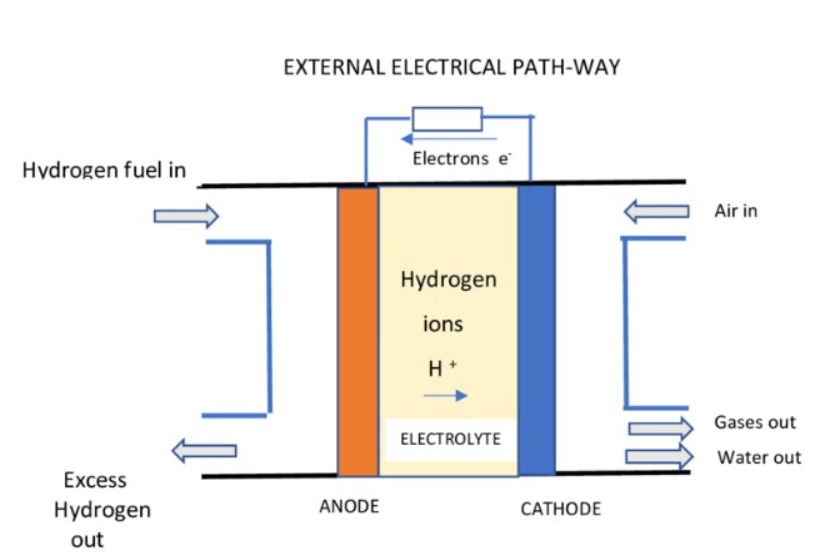 EXTERNAL ELECTRICAL PATH-WAY
Electrons e⁻
Hydrogen fuel in
Air in
Hydrogen
ions
H ⁺
ELECTROLYTE
Gases out
Water out
Excess
Hydrogen
out
ANODE
CATHODE